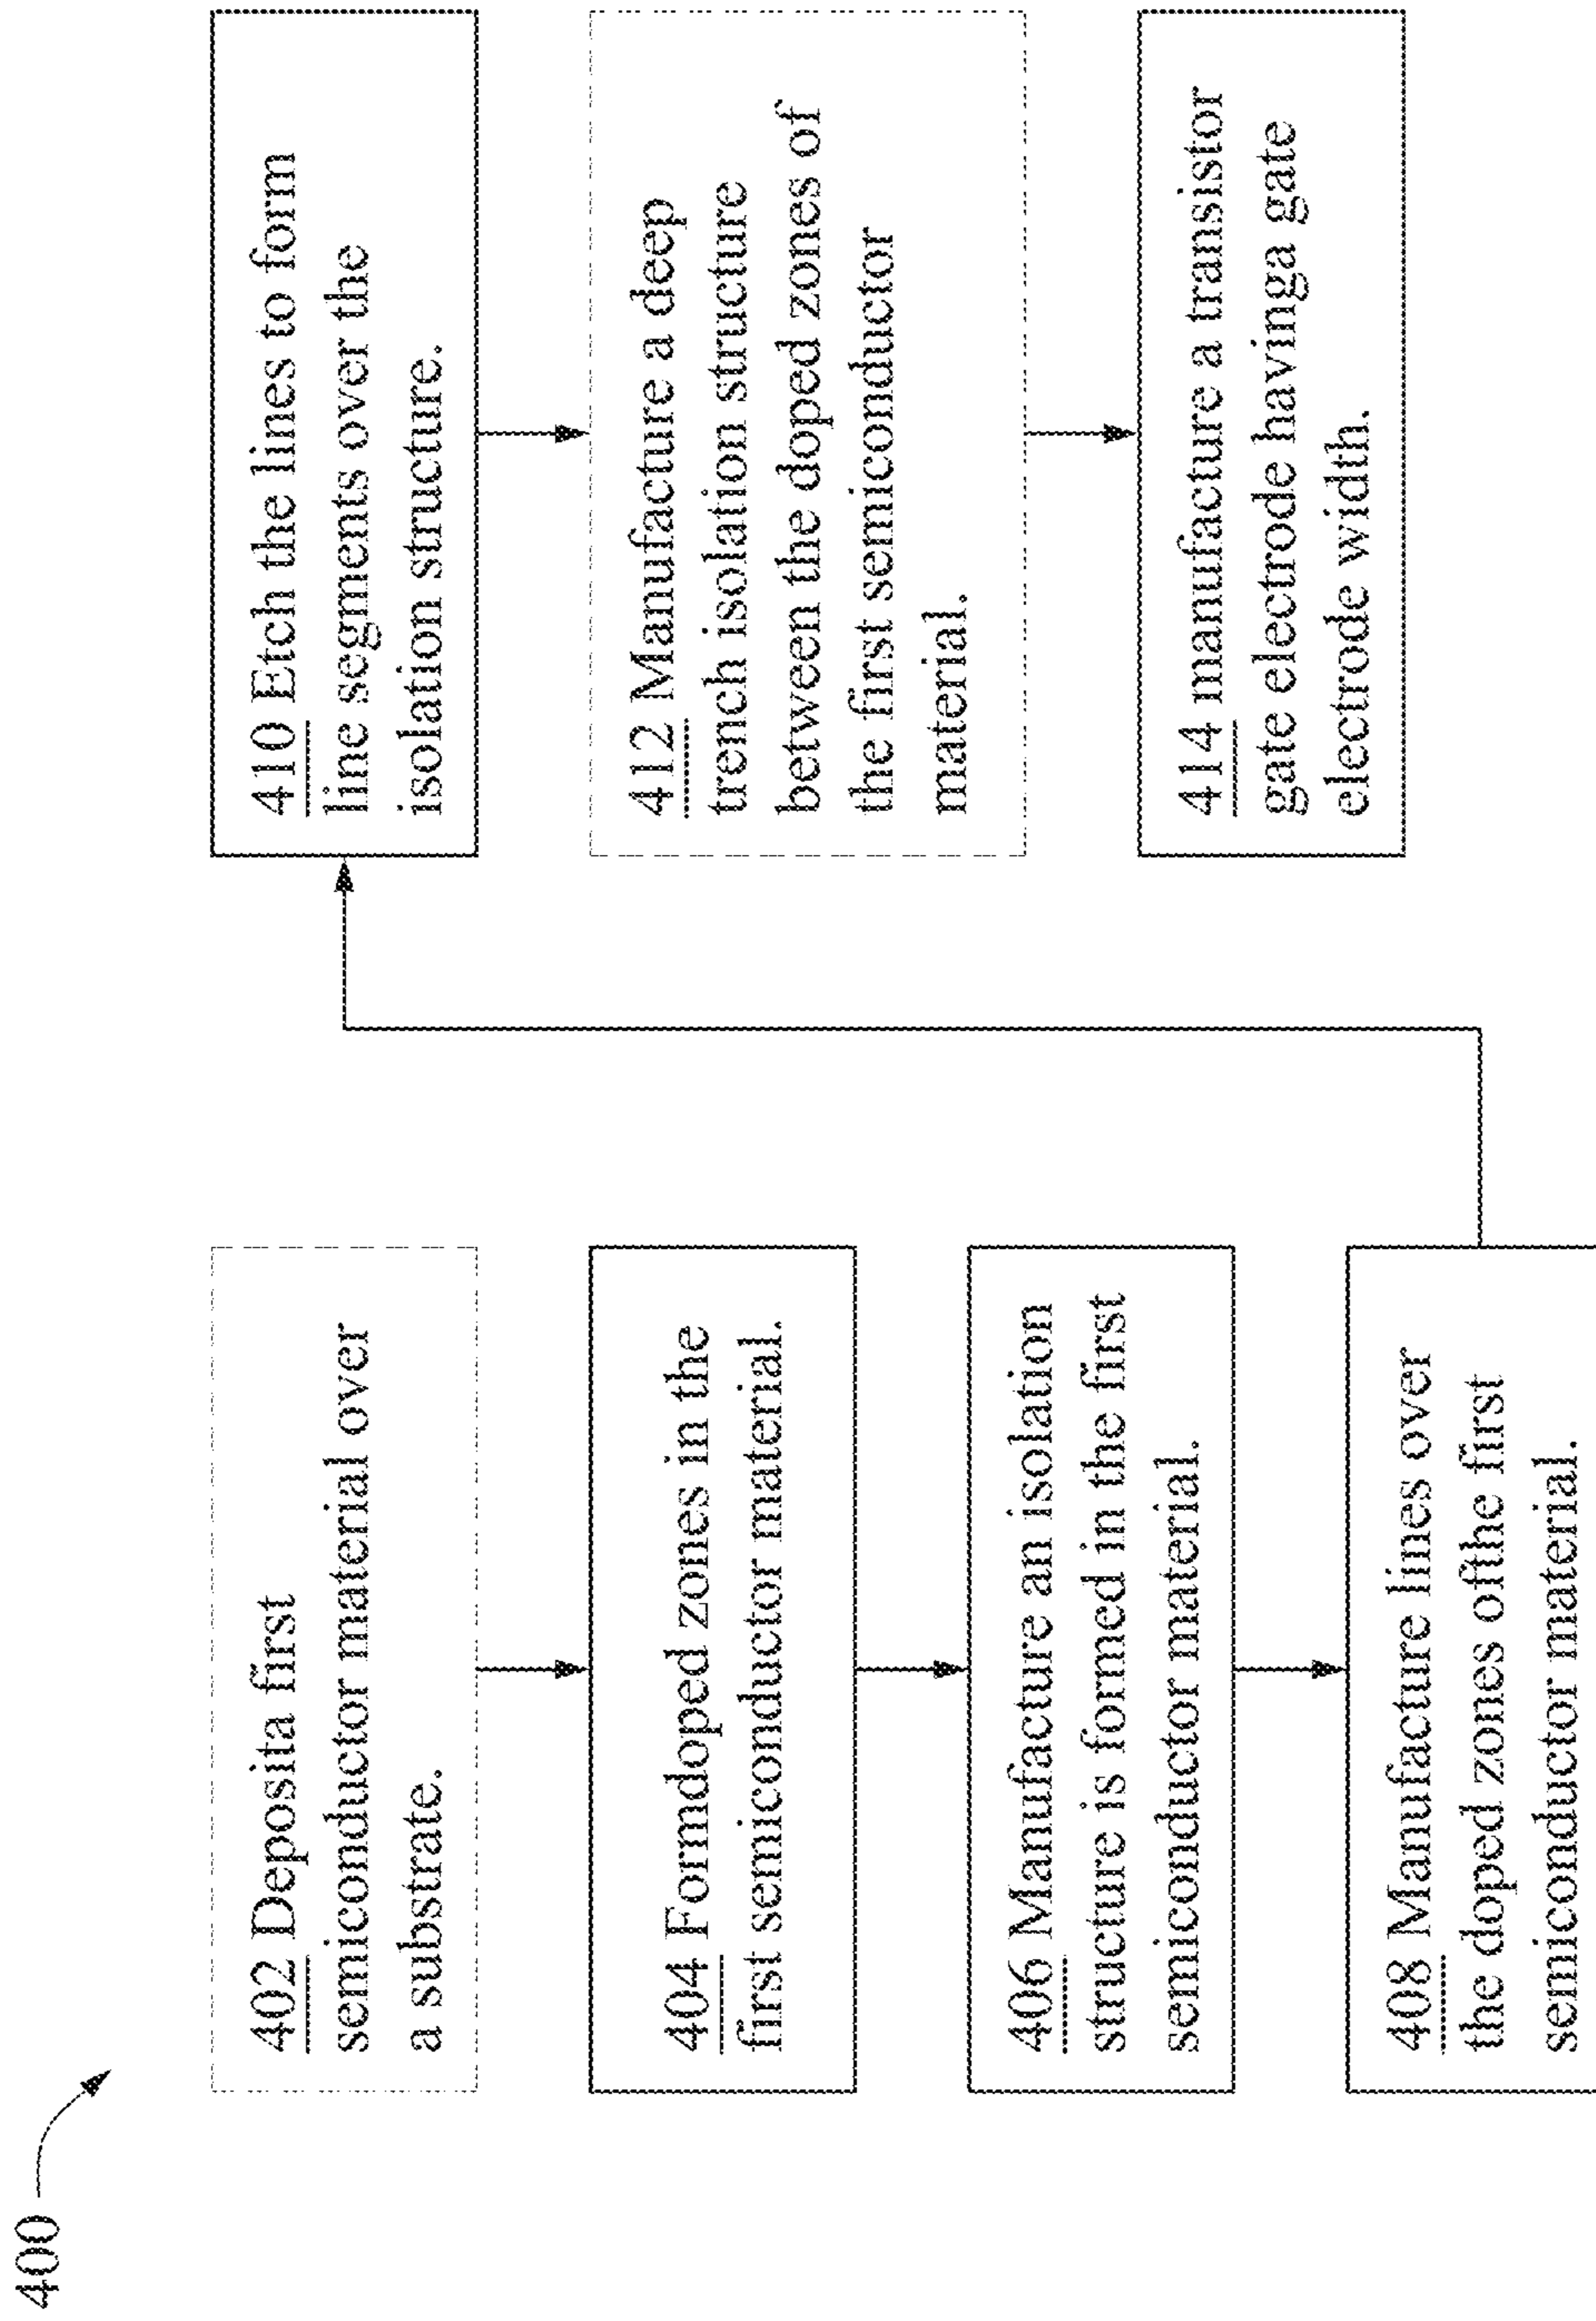 400
402 Deposita first
semiconductor material over
a substrate.
404 Formdoped zones in the
first semiconductor material.
406 Manufacture an isolation
structure is formed in the first
semiconductor material.
408 Manufacture lines over
the doped zones ofthe first
semiconductor material.
410 Etch the lines to form
line segments over the
isolation structure.
412 Manufacture a deep
trench isolation structure
between the doped zones of
the first semiconductor
material.
414 manufacture a transistor
gate electrode havinga gate
electrode width.